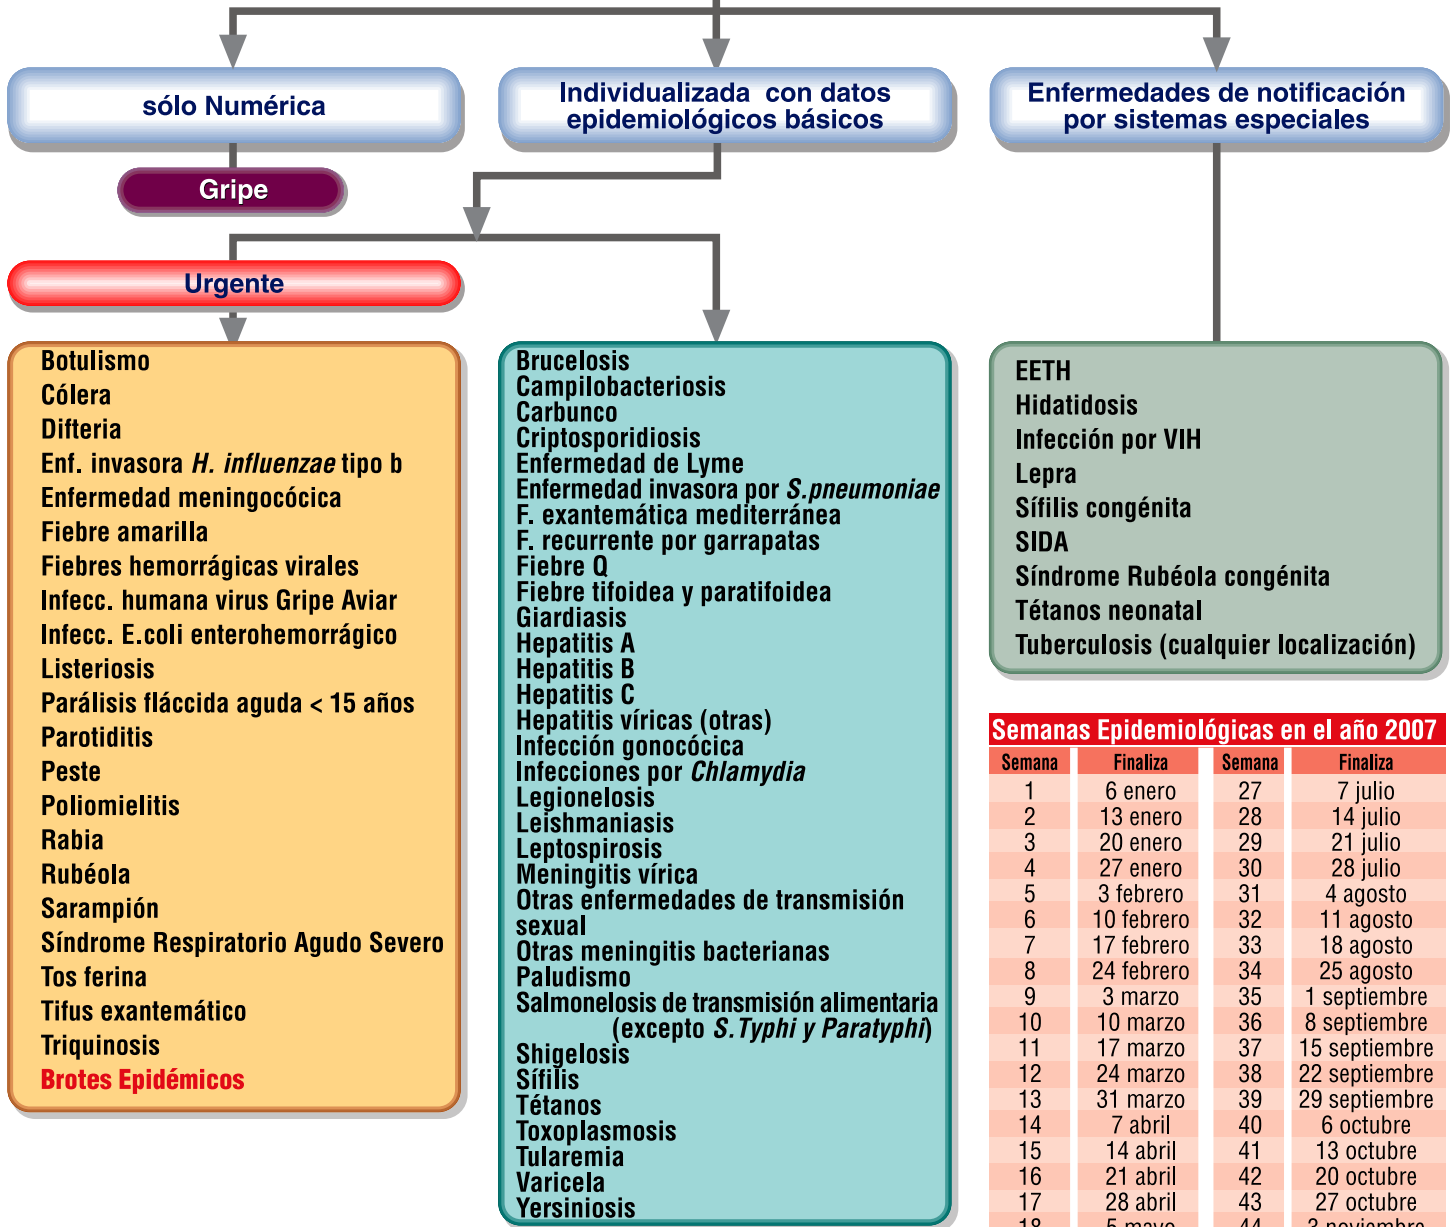 sólo Numérica
Individualizada con datos
epidemiológicos básicos
Enfermedades de notificación
por sistemas especiales
Gripe
Urgente
Botulismo
Cólera
Difteria
Enf. invasora H. influenzae tipo b
Enfermedad meningocócica
Fiebre amarilla
Fiebres hemorrágicas virales
Infecc. humana virus Gripe Aviar
Infecc. E.coli enterohemorrágico
Listeriosis
Parálisis fláccida aguda < 15 años
Parotiditis
Peste
Poliomielitis
Rabia
Rubéola
Sarampión
Síndrome Respiratorio Agudo Severo
Tos ferina
Tifus exantemático
Triquinosis
Brotes Epidémicos
Brucelosis
Campilobacteriosis
Carbunco
Criptosporidiosis
Enfermedad de Lyme
Enfermedad invasora por S.pneumoniae
F. exantemática mediterránea
F. recurrente por garrapatas
Fiebre Q
Fiebre tifoidea y paratifoidea
Giardiasis
Hepatitis A
Hepatitis B
Hepatitis C
Hepatitis víricas (otras)
Infección gonocócica
Infecciones por Chlamydia
Legionelosis
Leishmaniasis
Leptospirosis
Meningitis vírica
Otras enfermedades de transmisión
sexual
Otras meningitis bacterianas
Paludismo
Salmonelosis de transmisión alimentaria
(excepto S.Typhi y Paratyphi)
Shigelosis
Sífilis
Tétanos
Toxoplasmosis
Tularemia
Varicela
Yersiniosis
EETH
Hidatidosis
Infección por VIH
Lepra
Sífilis congénita
SIDA
Síndrome Rubéola congénita
Tétanos neonatal
Tuberculosis (cualquier localización)
Semanas Epidemiológicas en el año 2007
Semana Finaliza Semana Finaliza
1 6 enero 27 7 julio
2 13 enero 28 14 julio
3 20 enero 29 21 julio
4 27 enero 30 28 julio
5 3 febrero 31 4 agosto
6 10 febrero 32 11 agosto
7 17 febrero 33 18 agosto
8 24 febrero 34 25 agosto
9 3 marzo 35 1 septiembre
10 10 marzo 36 8 septiembre
11 17 marzo 37 15 septiembre
12 24 marzo 38 22 septiembre
13 31 marzo 39 29 septiembre
14 7 abril 40 6 octubre
15 14 abril 41 13 octubre
16 21 abril 42 20 octubre
17 28 abril 43 27 octubre
18 5 mayo 44 3 noviembre